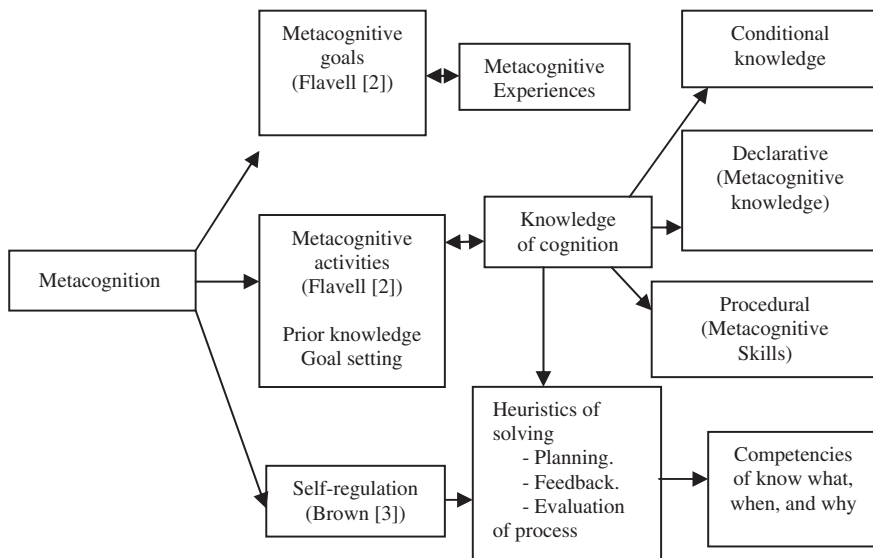 Metacognitive
goals
(Flavell [2])
Metacognitive
Experiences
Conditional
knowledge
Declarative
(Metacognitive
knowledge)
Knowledge
of cognition
Metacognition
Metacognitive
activities
(Flavell [2])
Prior knowledge
Goal setting
Procedural
(Metacognitive
Skills)
Heuristics of
solving
- Planning.
- Feedback.
- Evaluation
of process
Self-regulation
(Brown [3])
Competencies
of know what,
when, and why